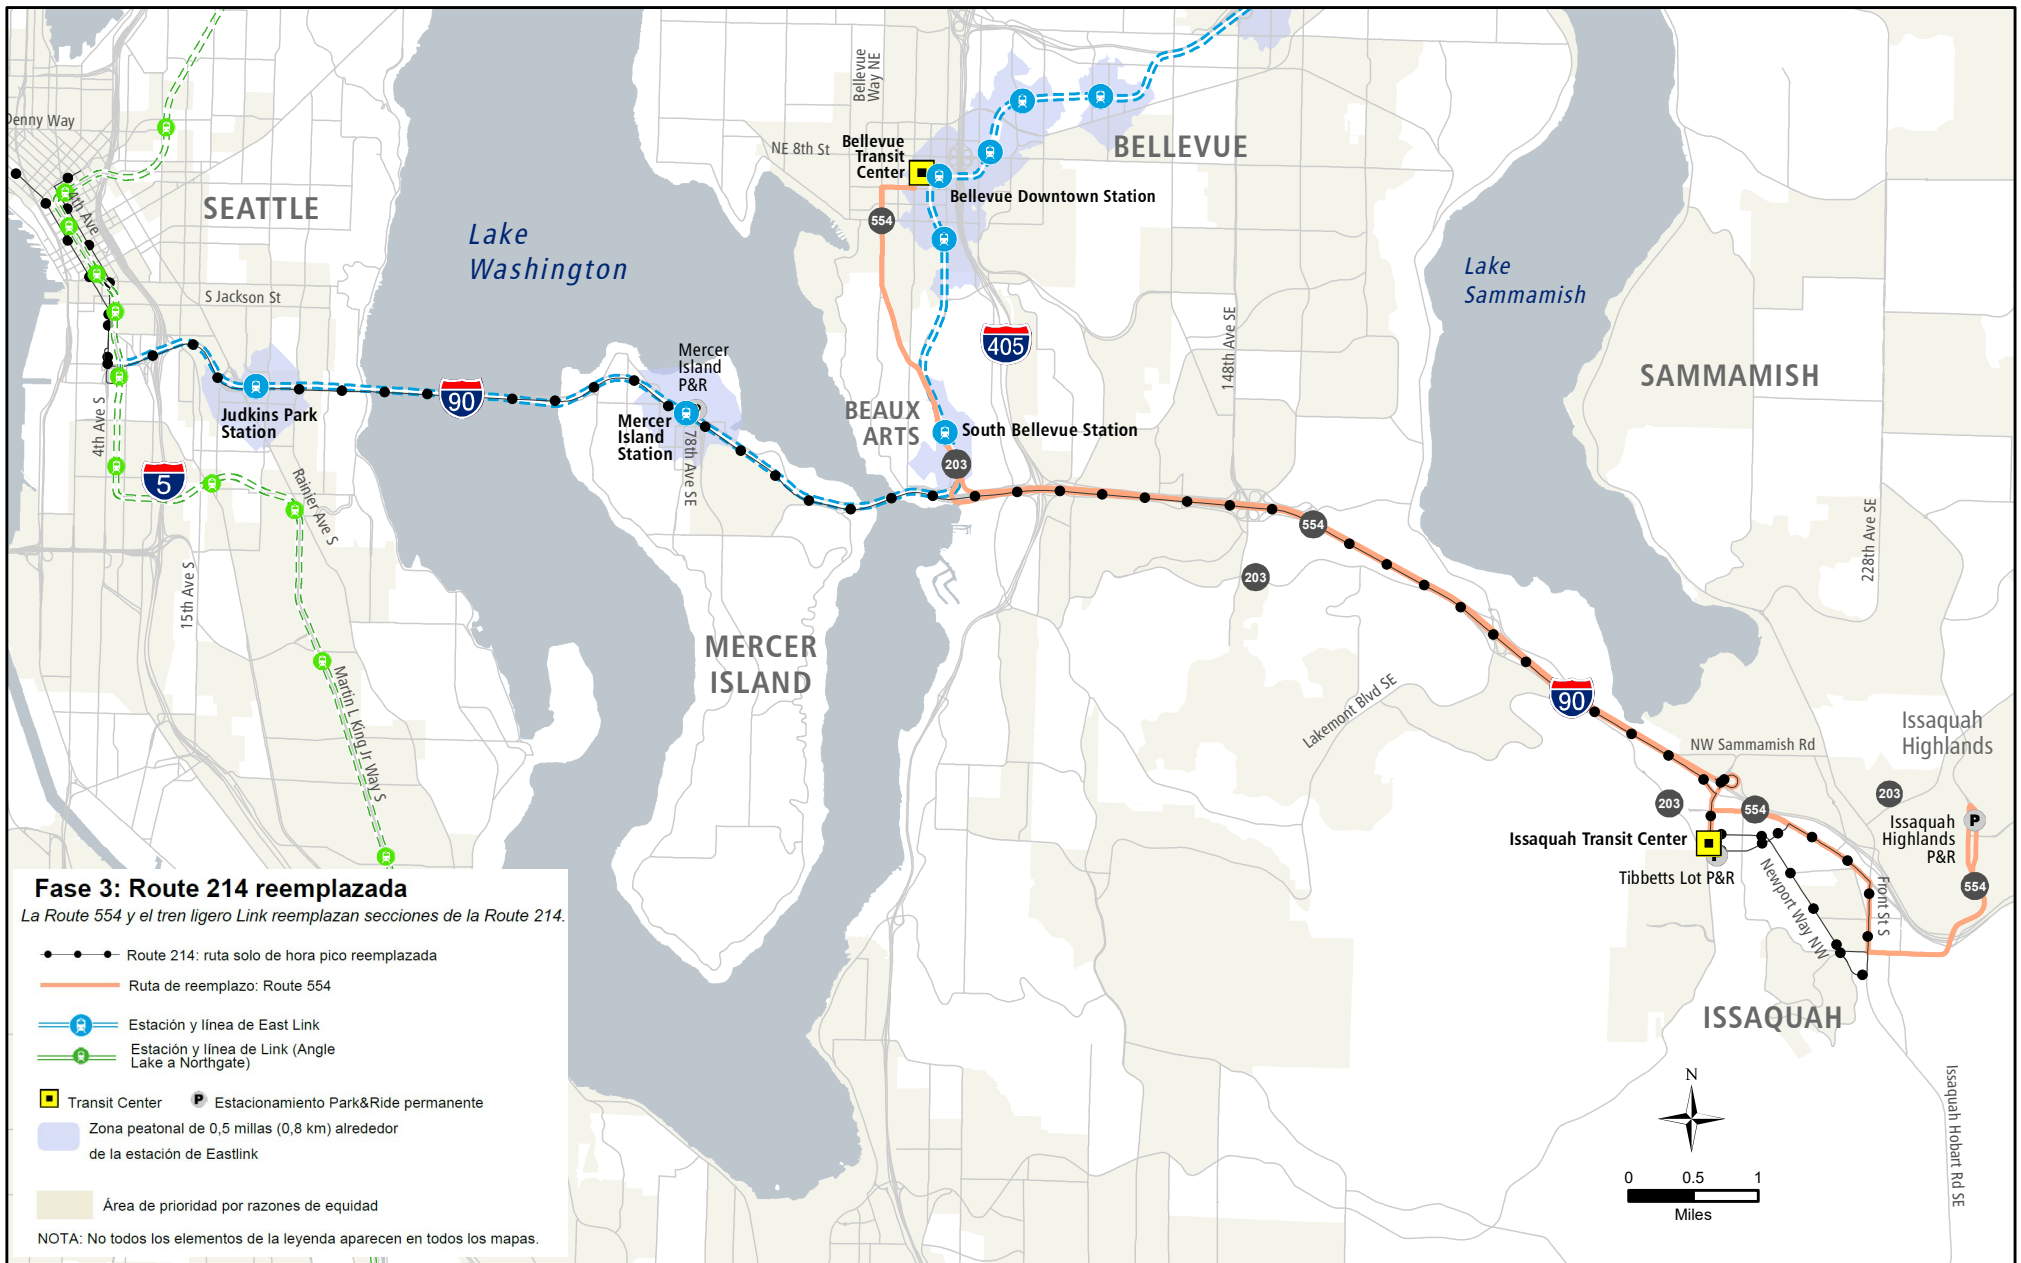 Denny Way
SEATTLE
4th Ave
S Jackson St
Lake
Washington
Bellevue
Way NE
NE 8th St
Bellevue
Transit
Center
BELLEVUE
Bellevue Downtown Station
554
405
148th Ave SE
Lake
Sammamish
SAMMAMISH
Judkins Park
Station
90
Mercer
Island
P&R
Mercer
Island
Station
78th Ave SE
BEAUX
ARTS
South Bellevue Station
203
4th Ave S
5
Rainier Ave S
15th Ave S
Martin L King Jr Way S
MERCER
ISLAND
554
203
228th Ave SE
90
Lakemont Blvd SE
NW Sammamish Rd
Issaquah
Highlands
203
554
203
Issaquah
Highlands
P&R
P
554
Issaquah Transit Center
Tibbetts Lot P&R
Newport Way NW
Front St S
ISSAQUAH
Issaquah Hobart Rd SE
N
0 0.5 1
Miles
Fase 3: Route 214 reemplazada
La Route 554 y el tren ligero Link reemplazan secciones de la Route 214.
Route 214: ruta solo de hora pico reemplazada
Ruta de reemplazo: Route 554
Estación y línea de East Link
Estación y línea de Link (Angle
Lake a Northgate)
Transit Center
P Estacionamiento Park&Ride permanente
Zona peatonal de 0,5 millas (0,8 km) alrededor
de la estación de Eastlink
Área de prioridad por razones de equidad
NOTA: No todos los elementos de la leyenda aparecen en todos los mapas.